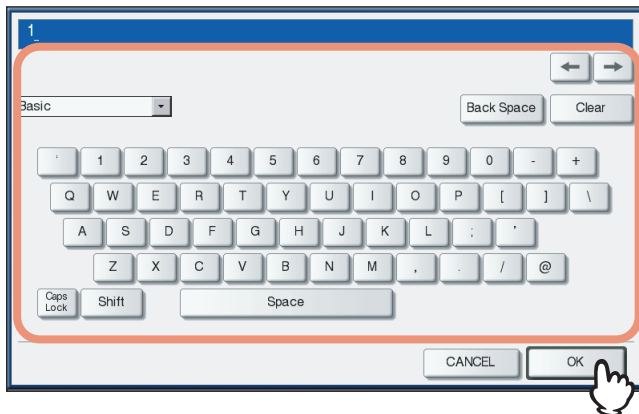 1_
← →
Basic Back Space Clear
` 1 2 3 4 5 6 7 8 9 0 - +
Q W E R T Y U I O P [ ] \
A S D F G H J K L ; '
Z X C V B N M , . / @
Caps Lock Shift Space
CANCEL OK